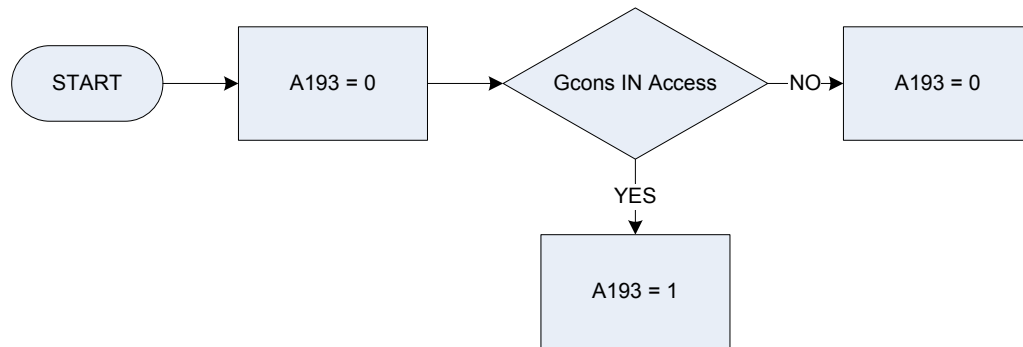 START
A193 = 0
Gcons IN Access
NO
A193 = 0
YES
A193 = 1